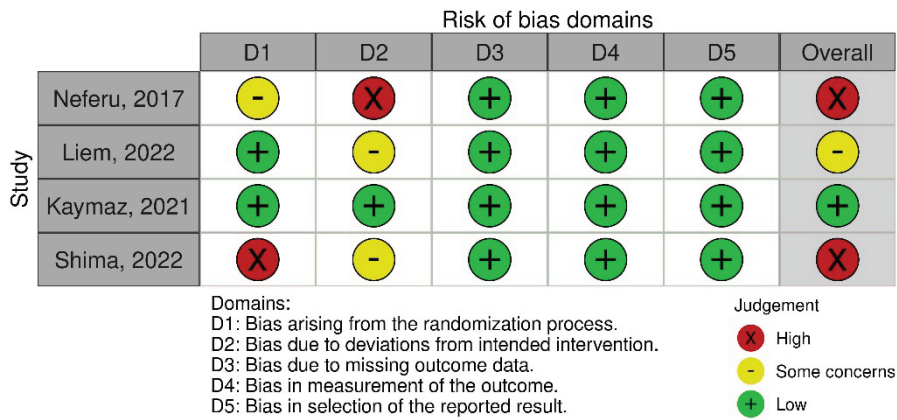 Risk of bias domains
D1 D2 D3 D4 D5 Overall
Study
Neferu, 2017 - X + + + X
Liem, 2022 + - + + + -
Kaymaz, 2021 + + + + + +
Shima, 2022 X - + + + X
Domains:
D1: Bias arising from the randomization process.
D2: Bias due to deviations from intended intervention.
D3: Bias due to missing outcome data.
D4: Bias in measurement of the outcome.
D5: Bias in selection of the reported result.
Judgement
X High
- Some concerns
+ Low